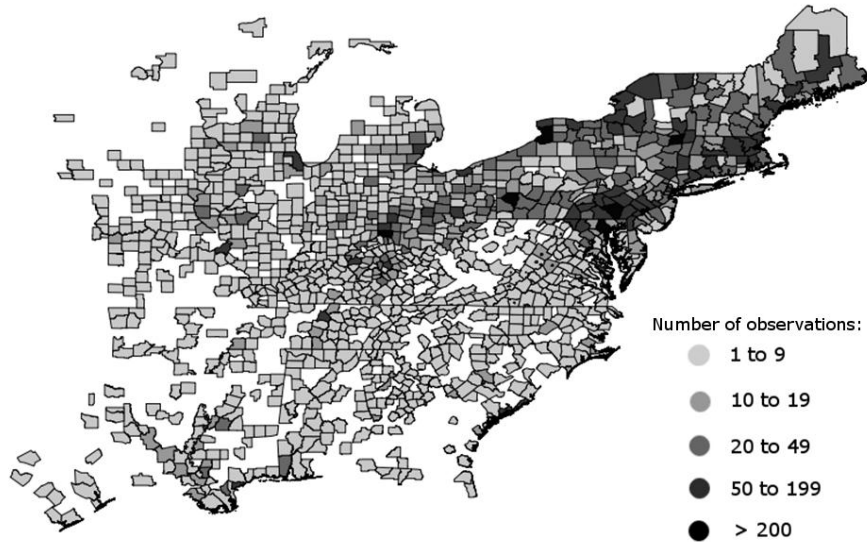 Number of observations:
1 to 9
10 to 19
20 to 49
50 to 199
> 200